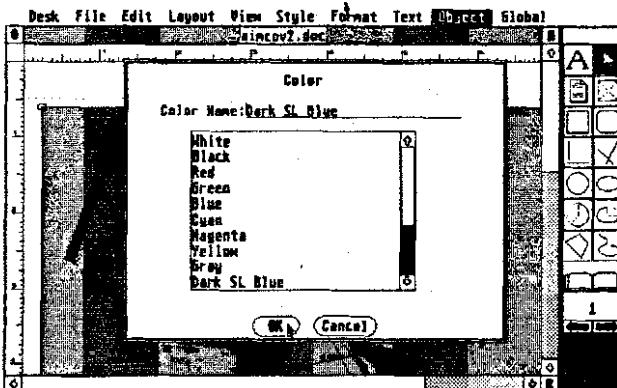 Desk File Edit Layout View Style Format Text Object Global
aimcov2.doc
Color
Color Name:Dark SL Blue
White
Black
Red
Green
Blue
Cyan
Magenta
Yellow
Gray
Dark SL Blue
OK Cancel
A
1